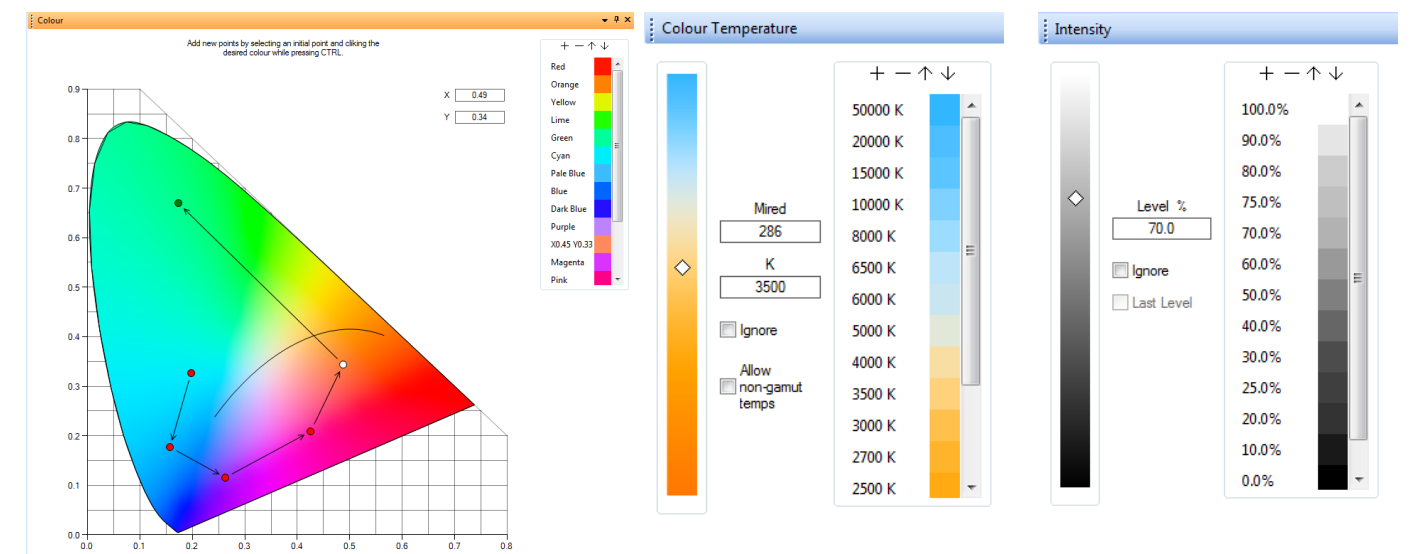 Colour
Add new points by selecting an initial point and cliking the
desired colour while pressing CTRL.
X 0.49
Y 0.34
0.9
0.8
0.7
0.6
0.5
0.4
0.3
0.2
0.1
0.0
0.0 0.1 0.2 0.3 0.4 0.5 0.6 0.7 0.8
Red
Orange
Yellow
Lime
Green
Cyan
Pale Blue
Blue
Dark Blue
Purple
X0.45 Y0.33
Magenta
Pink
Colour Temperature
Mired
286
K
3500
Ignore
Allow
non-gamut
temps
50000 K
20000 K
15000 K
10000 K
8000 K
6500 K
6000 K
5000 K
4000 K
3500 K
3000 K
2700 K
2500 K
Intensity
Level %
70.0
Ignore
Last Level
100.0%
90.0%
80.0%
75.0%
70.0%
60.0%
50.0%
40.0%
30.0%
25.0%
20.0%
10.0%
0.0%